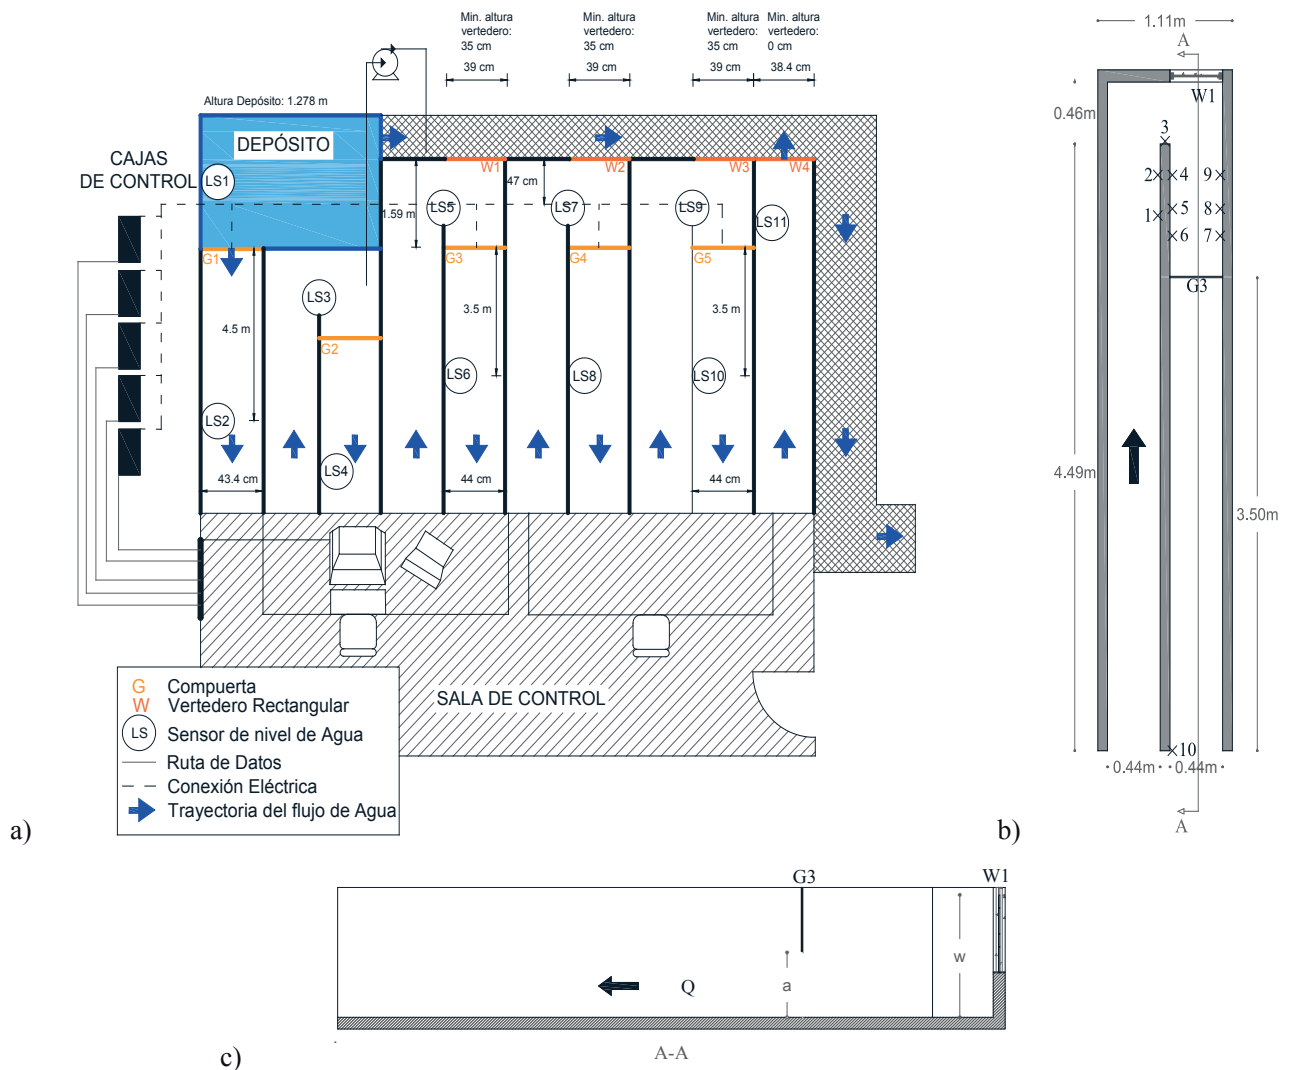 Min. altura
vertedero:
35 cm
39 cm
Min. altura
vertedero:
35 cm
39 cm
Min. altura
vertedero:
35 cm
39 cm
Min. altura
vertedero:
0 cm
38.4 cm
Altura Depósito: 1.278 m
DEPÓSITO
CAJAS
DE CONTROL
LS1
W1
W2
W3
W4
47 cm
1.59 m
LS5
LS7
LS9
LS11
G1
G3
G4
G5
LS3
4.5 m
3.5 m
3.5 m
G2
LS6
LS8
LS10
LS2
LS4
43.4 cm
44 cm
44 cm
SALA DE CONTROL
G Compuerta
W Vertedero Rectangular
LS Sensor de nivel de Agua
Ruta de Datos
Conexión Eléctrica
Trayectoria del flujo de Agua
a)
1.11m
A
W1
0.46m
3
2 4 9
1 5 8
6 7
G3
4.49m
3.50m
10
0.44m 0.44m
A
b)
G3 W1
w
a
Q
A-A
c)